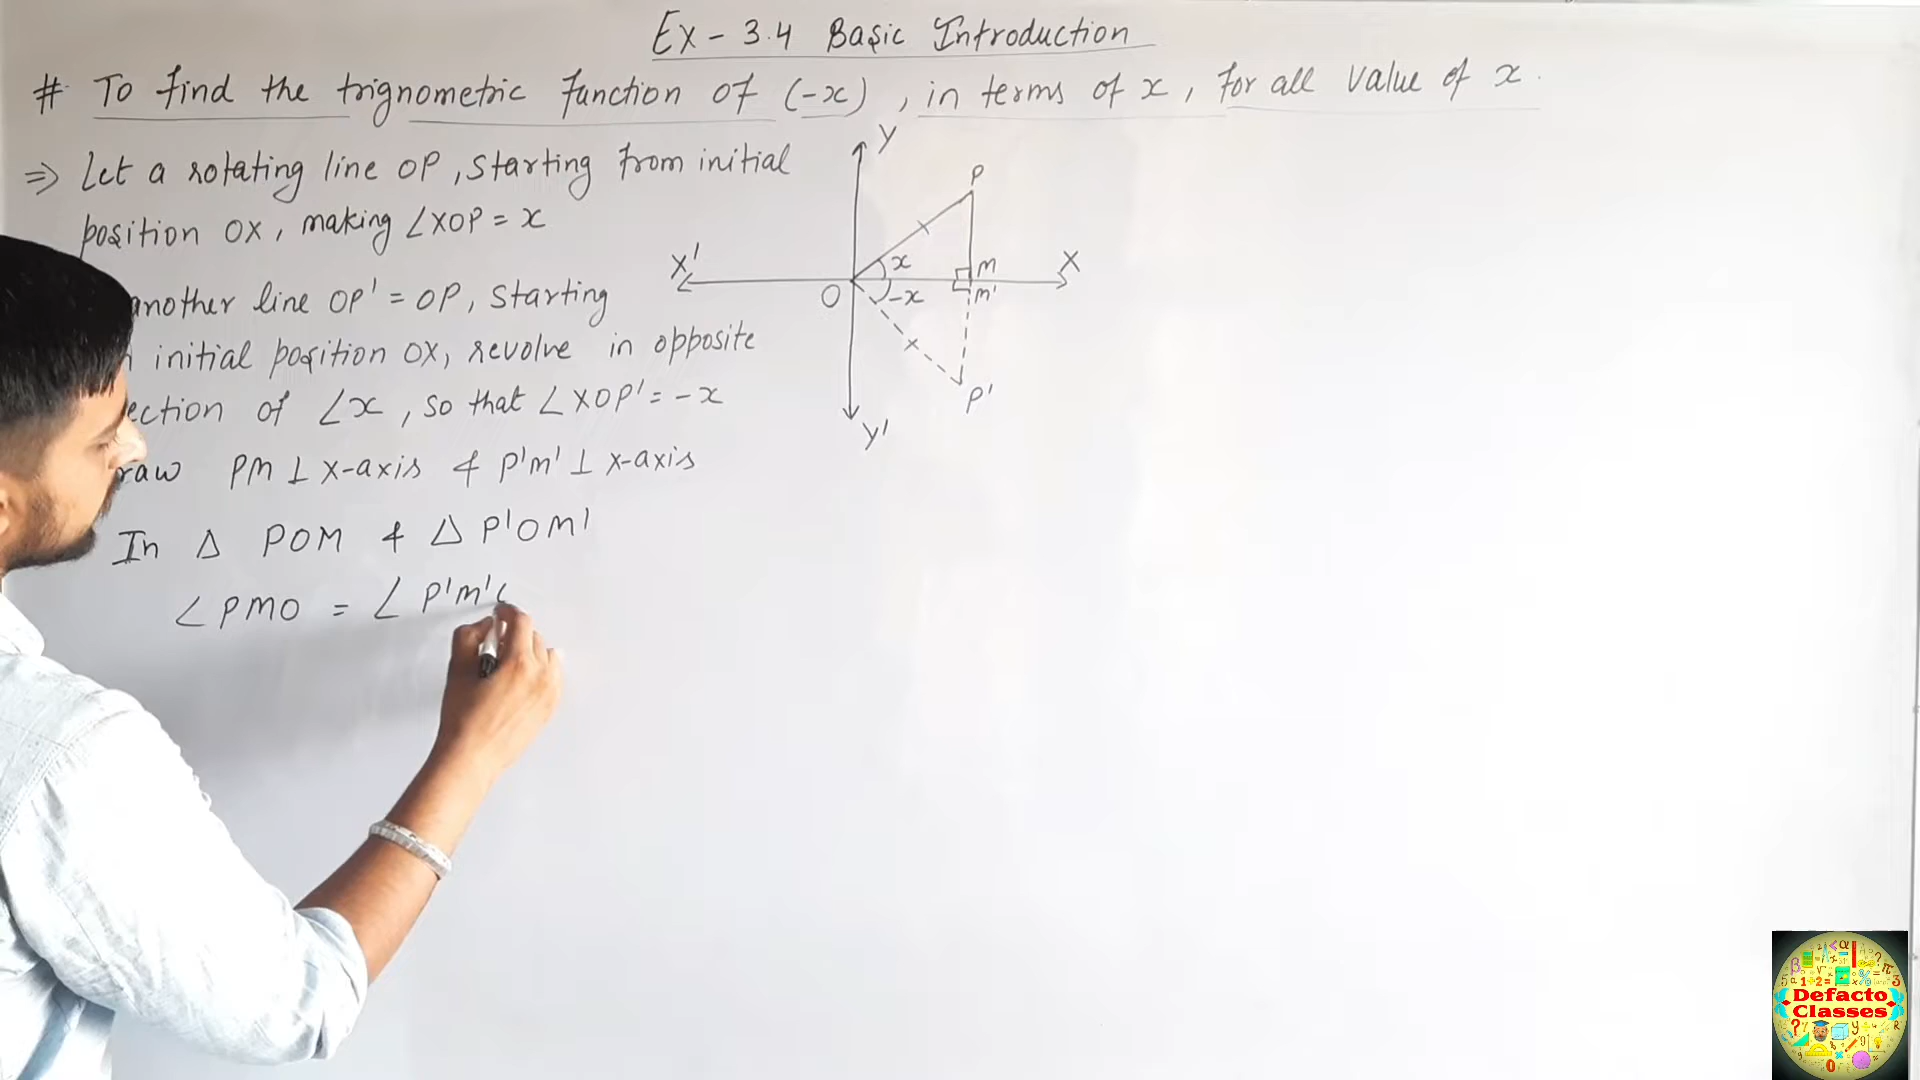 Ex - 3.4 Basic Introduction
# To find the trignometric function of (-x), in terms of x, for all value of x.
⇒ Let a rotating line OP, starting from initial
position OX, making ∠XOP = x
another line OP' = OP, starting
initial position OX, revolve in opposite
of ∠x, so that ∠XOP' = -x
PM ⊥ x-axis & P'M' ⊥ x-axis
In Δ POM & Δ P'OM'
∠PMO = ∠P'M'
Y
P
X'
x
M
X
O
-x
M'
P'
Y'
Defacto
Classes